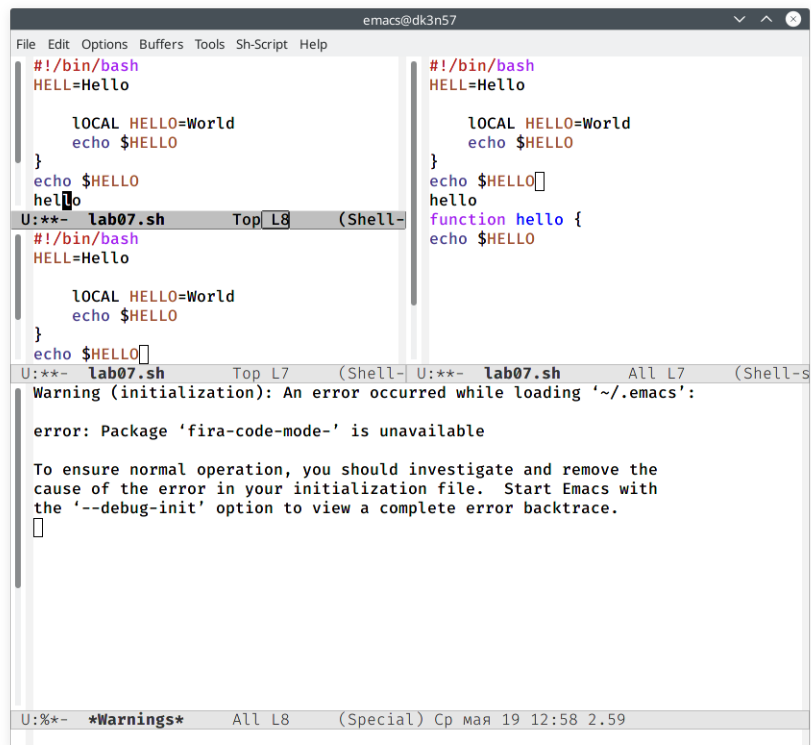 emacs@dk3n57
File Edit Options Buffers Tools Sh-Script Help
#!/bin/bash
HELL=Hello
lOCAL HELLO=World
echo $HELLO
}
echo $HELLO
hello
U:**- lab07.sh Top L8 (Shell-
#!/bin/bash
HELL=Hello
lOCAL HELLO=World
echo $HELLO
}
echo $HELLO
U:**- lab07.sh Top L7 (Shell-
#!/bin/bash
HELL=Hello
lOCAL HELLO=World
echo $HELLO
}
echo $HELLO
hello
function hello {
echo $HELLO
U:**- lab07.sh All L7 (Shell-s
Warning (initialization): An error occurred while loading ‘~/.emacs’:
error: Package ‘fira-code-mode-’ is unavailable
To ensure normal operation, you should investigate and remove the
cause of the error in your initialization file. Start Emacs with
the ‘--debug-init’ option to view a complete error backtrace.
U:%*- *Warnings* All L8 (Special) Ср мая 19 12:58 2.59